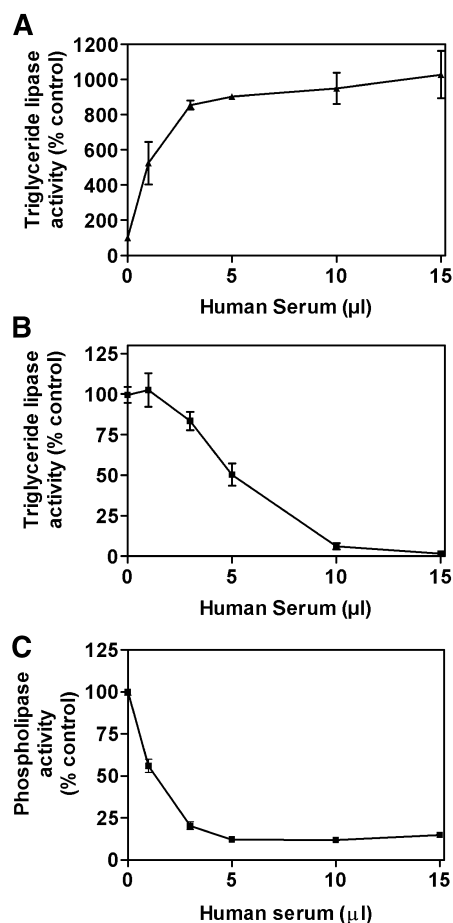 A
Triglyceride lipase
activity (% control)
1200
1000
800
600
400
200
0
0 5 10 15
Human Serum (µl)
B
Triglyceride lipase
activity (% control)
125
100
75
50
25
0
0 5 10 15
Human Serum (µl)
C
Phospholipase
activity
(% control)
125
100
75
50
25
0
0 5 10 15
Human serum (µl)